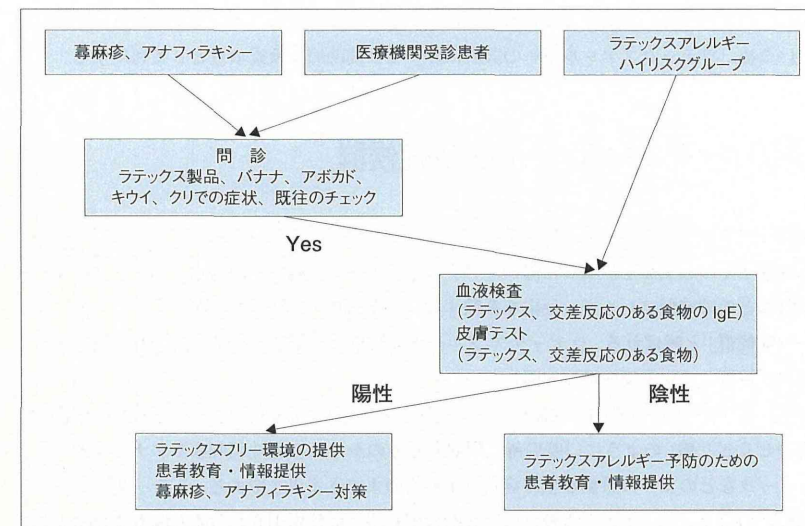 蕁麻疹、アナフィラキシー
医療機関受診患者
ラテックスアレルギー
ハイリスクグループ
問 診
ラテックス製品、バナナ、アボカド、
キウイ、クリでの症状、既往のチェック
Yes
血液検査
(ラテックス、交差反応のある食物の IgE)
皮膚テスト
(ラテックス、交差反応のある食物)
陽性
陰性
ラテックスフリー環境の提供
患者教育・情報提供
蕁麻疹、アナフィラキシー対策
ラテックスアレルギー予防のための
患者教育・情報提供